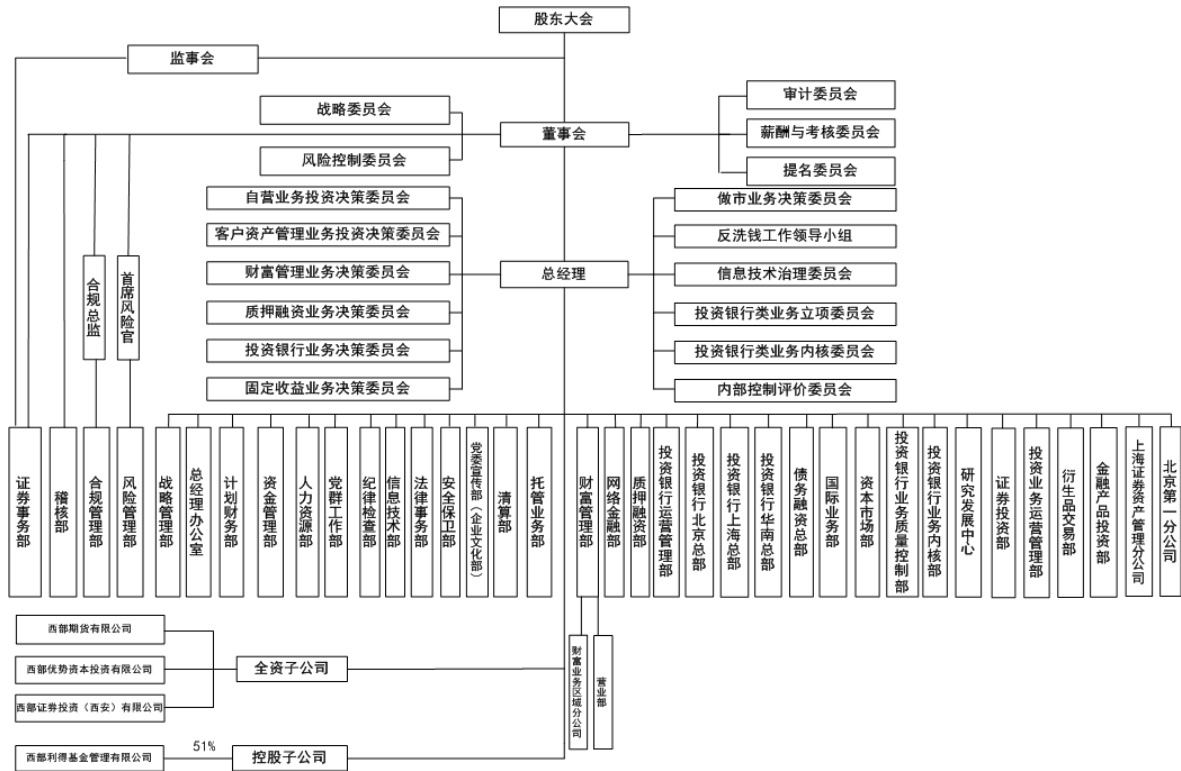 股东大会
监事会
审计委员会
战略委员会
董事会
薪酬与考核委员会
风险控制委员会
提名委员会
自营业务投资决策委员会
做市业务决策委员会
客户资产管理业务投资决策委员会
反洗钱工作领导小组
财富管理业务决策委员会
总经理
信息技术治理委员会
质押融资业务决策委员会
投资银行类业务立项委员会
投资银行业务决策委员会
投资银行类业务内核委员会
固定收益业务决策委员会
内部控制评价委员会
合规总监
首席风险官
证券事务部
稽核部
合规管理部
风险管理部
战略管理部
总经理办公室
计划财务部
资金管理部
人力资源部
党群工作部
纪律检查部
信息技术部
法律事务部
安全保卫部
党委宣传部（企业文化部）
清算部
托管业务部
财富管理部
网络金融部
质押融资部
投资银行运营管理部
投资银行北京总部
投资银行上海总部
投资银行华南总部
债务融资总部
国际业务部
资本市场部
投资银行业务质量控制部
投资银行业务内核部
研究发展中心
证券投资部
投资业务运营管理部
衍生品交易部
金融产品投资部
上海证券资产管理分公司
北京第一分公司
财富业务区域分公司
营业部
西部期货有限公司
西部优势资本投资有限公司
全资子公司
西部证券投资（西安）有限公司
西部利得基金管理有限公司
51%
控股子公司